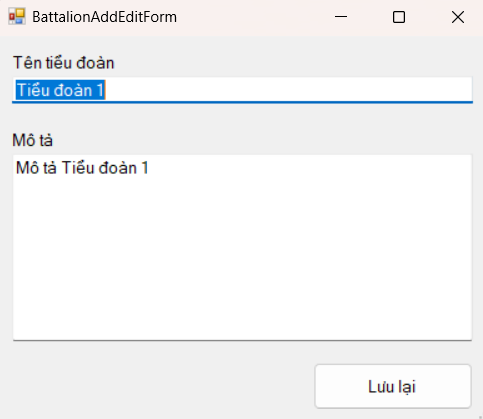 BattalionAddEditForm
Tên tiểu đoàn
Tiểu đoàn 1
Mô tả
Mô tả Tiểu đoàn 1
Lưu lại